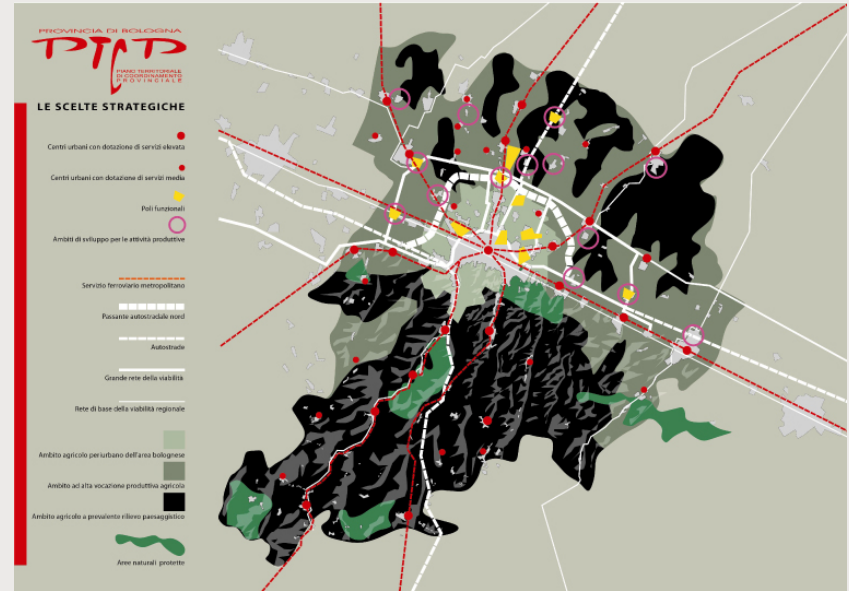 PROVINCIA DI BOLOGNA
PTCP
PIANO TERRITORIALE
DI COORDINAMENTO
PROVINCIALE
LE SCELTE STRATEGICHE
Centri urbani con dotazione di servizi elevata
Centri urbani con dotazione di servizi media
Poli funzionali
Ambiti di sviluppo per le attività produttive
Servizio ferroviario metropolitano
Passante autostradale nord
Autostrade
Grande rete della viabilità
Rete di base della viabilità regionale
Ambito agricolo periurbano dell'area bolognese
Ambito ad alta vocazione produttiva agricola
Ambito agricolo a prevalente rilievo paesaggistico
Aree naturali protette